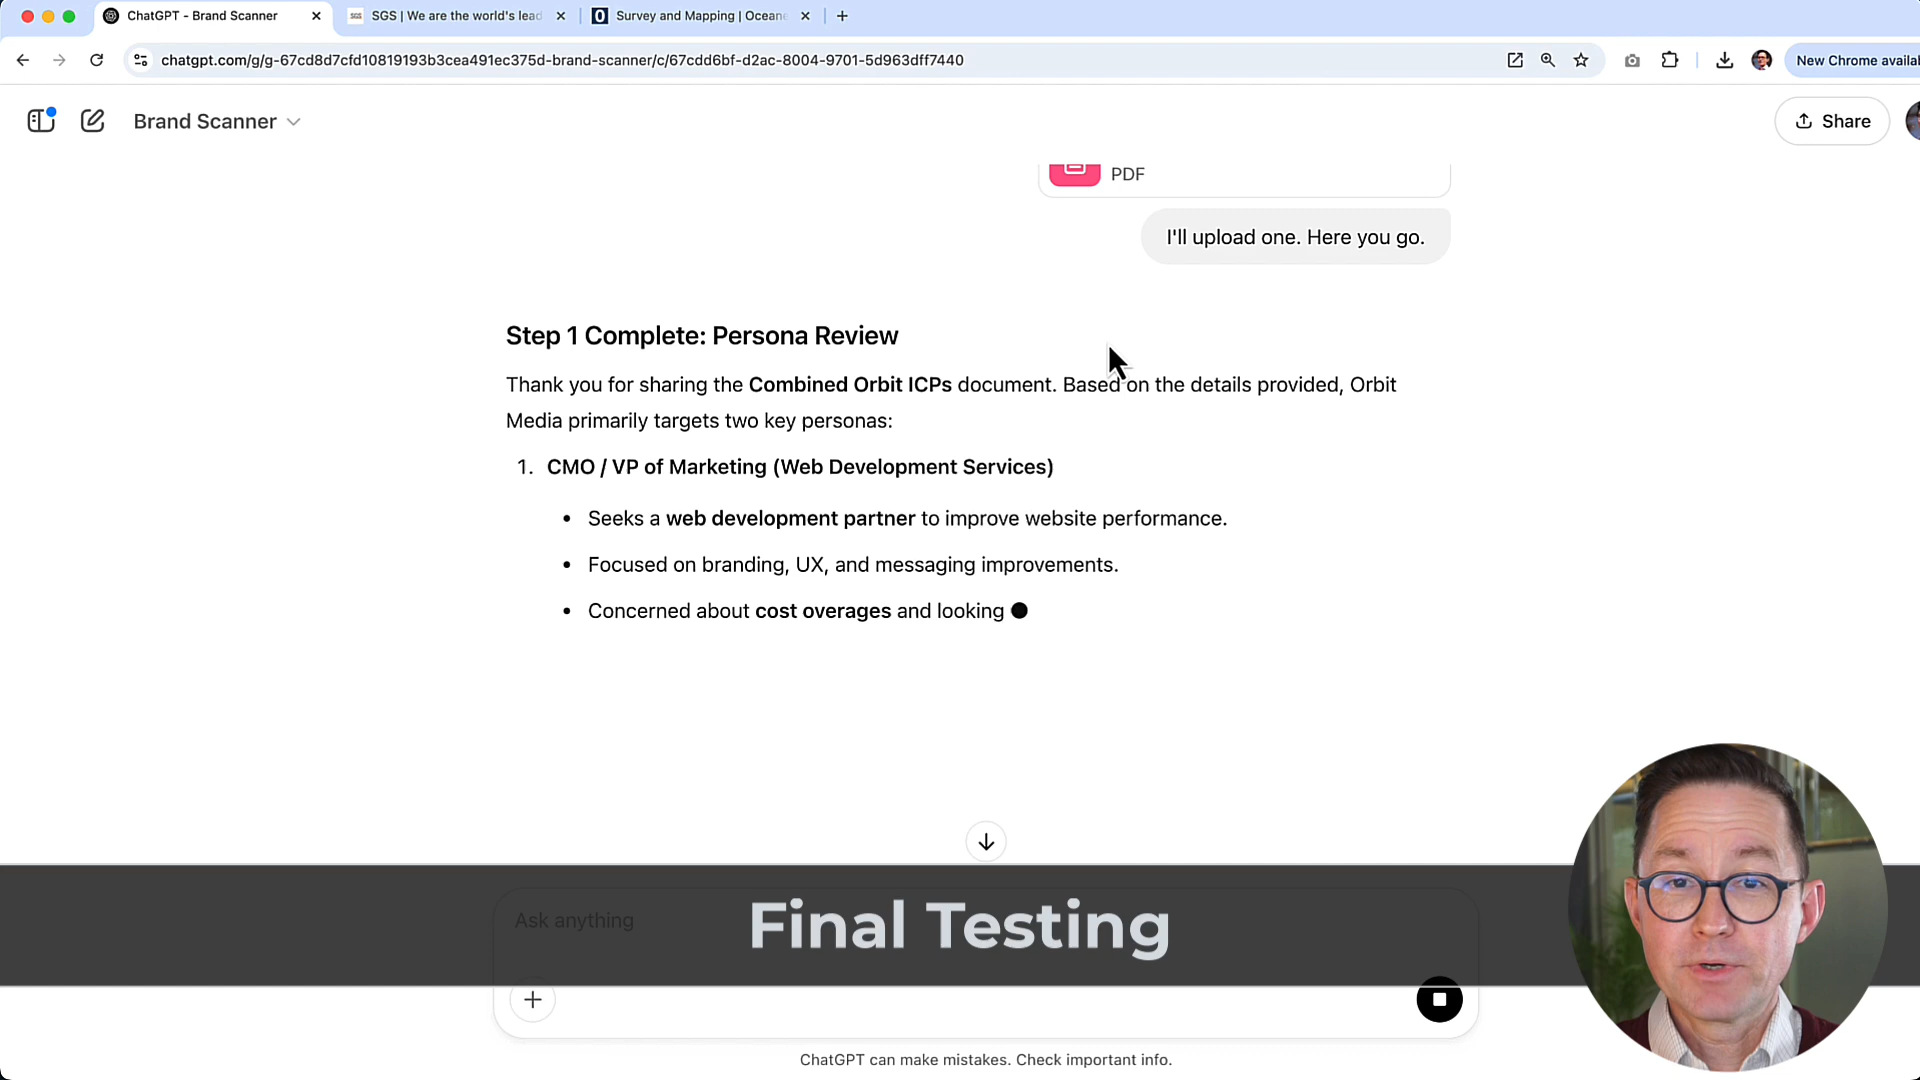 ChatGPT - Brand Scanner
SGS | We are the world's lead
Survey and Mapping | Ocean
chatgpt.com/g/g-67cd8d7cfd10819193b3cea491ec375d-brand-scanner/c/67cdd6bf-d2ac-8004-9701-5d963dff7440
New Chrome availab
Brand Scanner
Share
PDF
I'll upload one. Here you go.
Step 1 Complete: Persona Review
Thank you for sharing the Combined Orbit ICPs document. Based on the details provided, Orbit
Media primarily targets two key personas:
1. CMO / VP of Marketing (Web Development Services)
• Seeks a web development partner to improve website performance.
• Focused on branding, UX, and messaging improvements.
• Concerned about cost overages and looking
Ask anything
Final Testing
ChatGPT can make mistakes. Check important info.